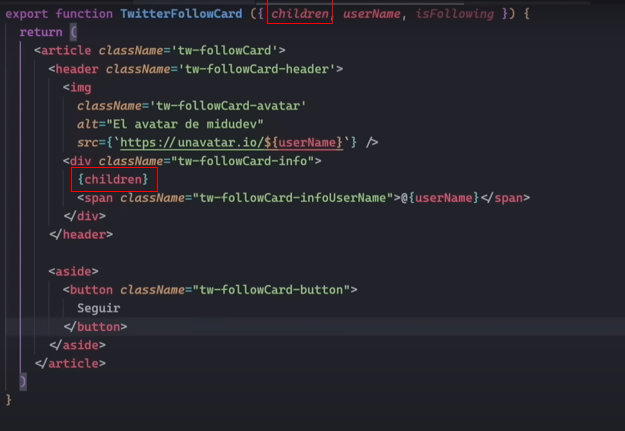 export function TwitterFollowCard ({ children, userName, isFollowing }) {
  return (
    <article className='tw-followCard'>
      <header className='tw-followCard-header'>
        <img
          className='tw-followCard-avatar'
          alt="El avatar de midudev"
          src={`https://unavatar.io/${userName}`} />
        <div className="tw-followCard-info">
          {children}
          <span className="tw-followCard-infoUserName">@{userName}</span>
        </div>
      </header>
      <aside>
        <button className="tw-followCard-button">
          Seguir
        </button>
      </aside>
    </article>
  )
}